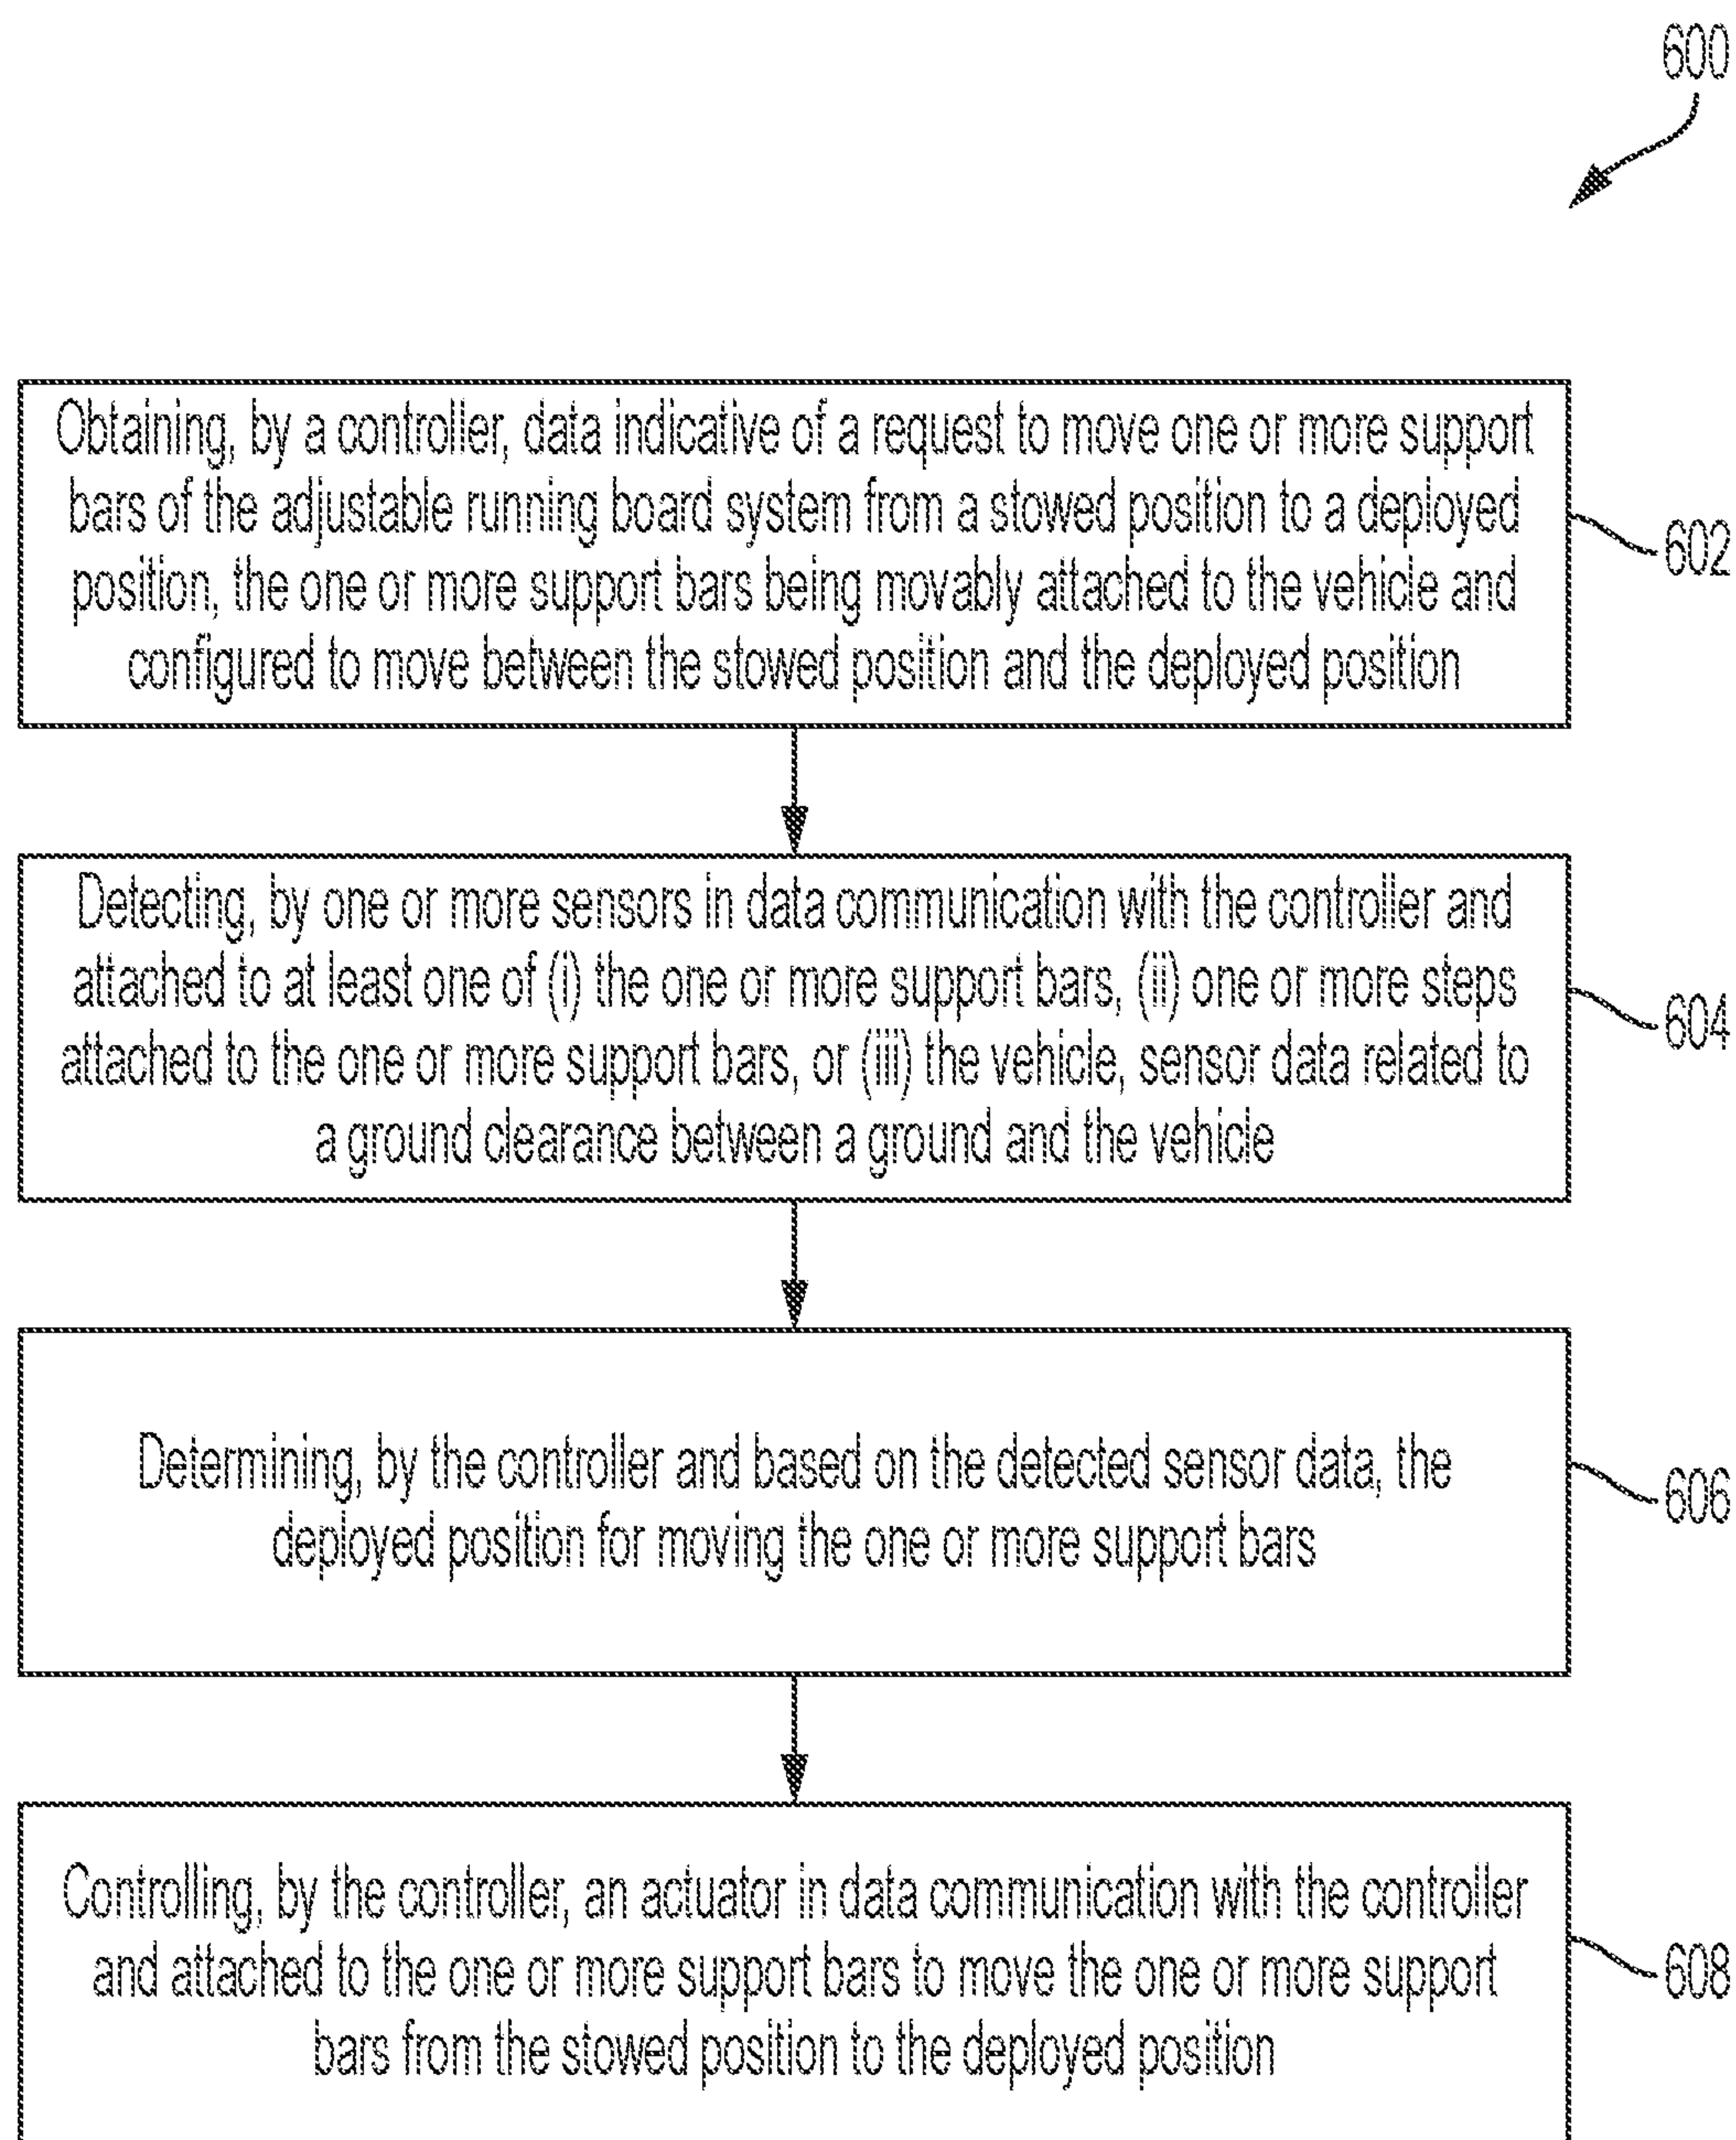 600
Obtaining, by a controller, data indicative of a request to move one or more support
bars of the adjustable running board system from a stowed position to a deployed
position, the one or more support bars being movably attached to the vehicle and
configured to move between the stowed position and the deployed position
602
Detecting, by one or more sensors in data communication with the controller and
attached to at least one of (i) the one or more support bars, (ii) one or more steps
attached to the one or more support bars, or (iii) the vehicle, sensor data related to
a ground clearance between a ground and the vehicle
604
Determining, by the controller and based on the detected sensor data, the
deployed position for moving the one or more support bars
606
Controlling, by the controller, an actuator in data communication with the controller
and attached to the one or more support bars to move the one or more support
bars from the stowed position to the deployed position
608